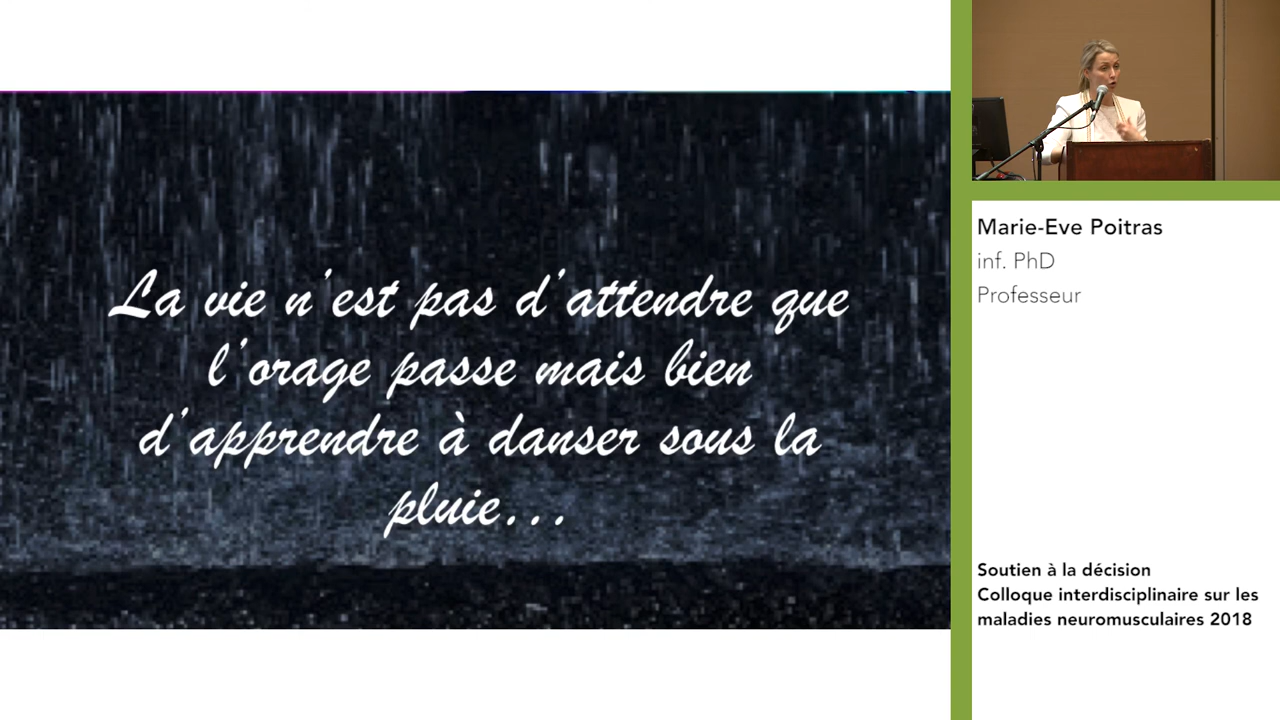 La vie n'est pas d'attendre que
l'orage passe mais bien
d'apprendre à danser sous la
pluie...
Marie-Eve Poitras
inf. PhD
Professeur
Soutien à la décision
Colloque interdisciplinaire sur les
maladies neuromusculaires 2018